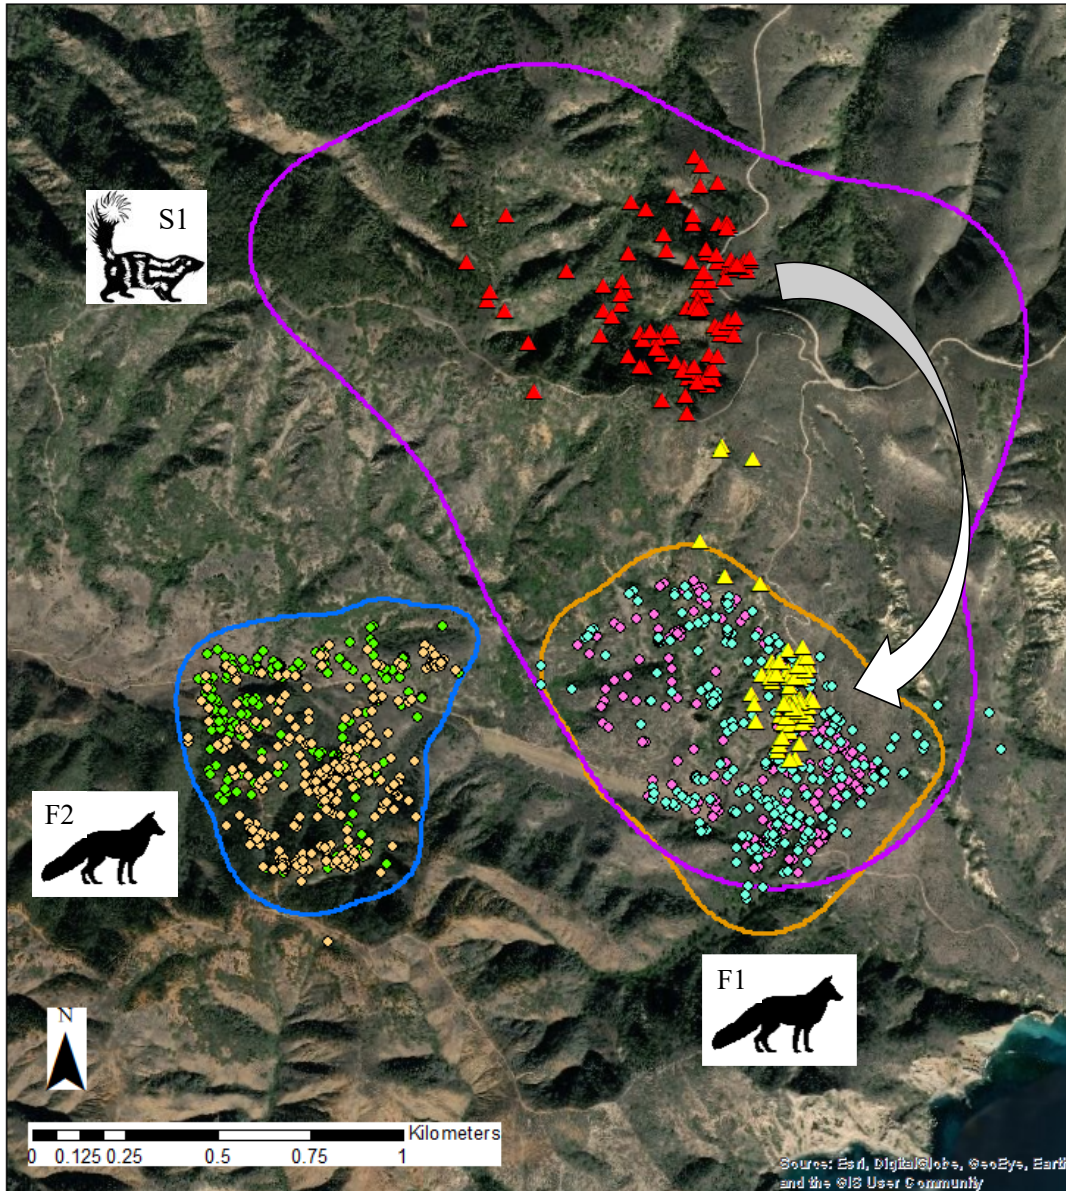 S1
F2
F1
N
Kilometers
0 0.125 0.25 0.5 0.75 1
Source: Esri, DigitalGlobe, GeoEye, Earth
and the GIS User Community